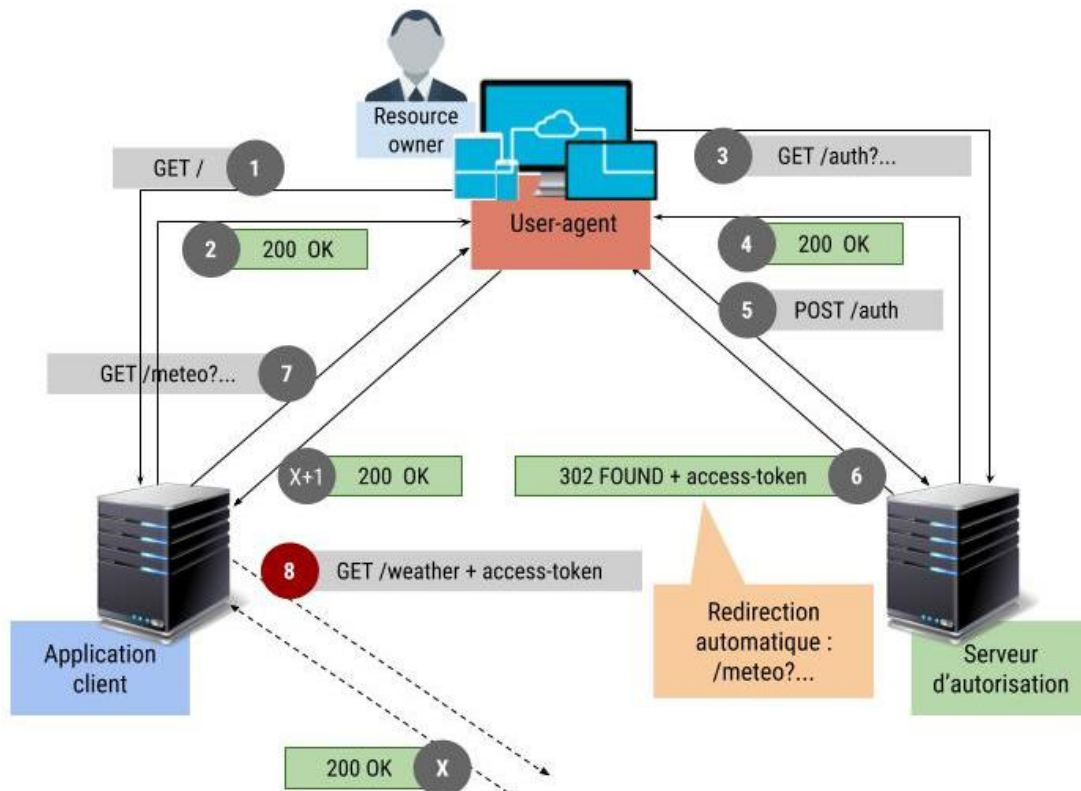 Resource
owner
GET /
1
3
GET /auth?...
User-agent
2
200 OK
4
200 OK
5
POST /auth
GET /meteo?...
7
X+1
200 OK
302 FOUND + access-token
6
8
GET /weather + access-token
Redirection
automatique :
/meteo?...
Application
client
Serveur
d'autorisation
200 OK
X